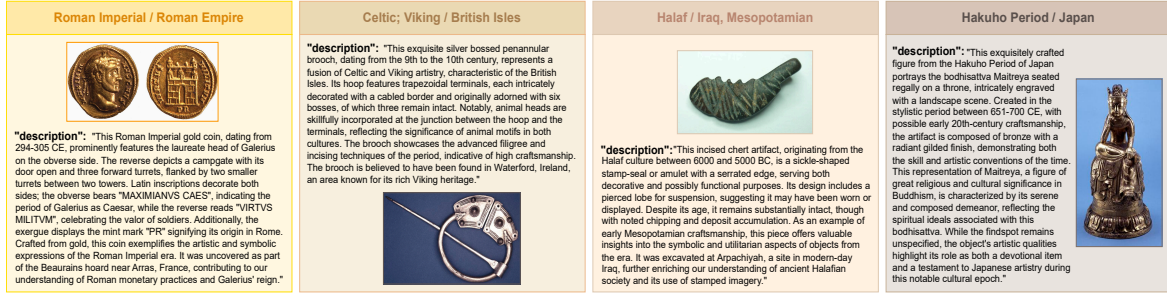 Roman Imperial / Roman Empire
"description": "This Roman Imperial gold coin, dating from
294-305 CE, prominently features the laureate head of Galerius
on the obverse side. The reverse depicts a campgate with its
door open and three forward turrets, flanked by two smaller
turrets between two towers. Latin inscriptions decorate both
sides; the obverse bears "MAXIMIANVS CAES", indicating the
period of Galerius as Caesar, while the reverse reads "VIRTVS
MILITVM", celebrating the valor of soldiers. Additionally, the
exergue displays the mint mark "PR" signifying its origin in Rome.
Crafted from gold, this coin exemplifies the artistic and symbolic
expressions of the Roman Imperial era. It was uncovered as part
of the Beaurains hoard near Arras, France, contributing to our
understanding of Roman monetary practices and Galerius' reign."
Celtic; Viking / British Isles
"description": "This exquisite silver bossed penannular
brooch, dating from the 9th to the 10th century, represents a
fusion of Celtic and Viking artistry, characteristic of the British
Isles. Its hoop features trapezoidal terminals, each intricately
decorated with a cabled border and originally adorned with six
bosses, of which three remain intact. Notably, animal heads are
skillfully incorporated at the junction between the hoop and the
terminals, reflecting the significance of animal motifs in both
cultures. The brooch showcases the advanced filigree and
incising techniques of the period, indicative of high craftsmanship.
The brooch is believed to have been found in Waterford, Ireland,
an area known for its rich Viking heritage."
Halaf / Iraq, Mesopotamian
"description":"This incised chert artifact, originating from the
Halaf culture between 6000 and 5000 BC, is a sickle-shaped
stamp-seal or amulet with a serrated edge, serving both
decorative and possibly functional purposes. Its design includes a
pierced lobe for suspension, suggesting it may have been worn or
displayed. Despite its age, it remains substantially intact, though
with noted chipping and deposit accumulation. As an example of
early Mesopotamian craftsmanship, this piece offers valuable
insights into the symbolic and utilitarian aspects of objects from
the era. It was excavated at Arpachiyah, a site in modern-day
Iraq, further enriching our understanding of ancient Halafian
society and its use of stamped imagery."
Hakuho Period / Japan
"description": "This exquisitely crafted
figure from the Hakuho Period of Japan
portrays the bodhisattva Maitreya seated
regally on a throne, intricately engraved
with a landscape scene. Created in the
stylistic period between 651-700 CE, with
possible early 20th-century craftsmanship,
the artifact is composed of bronze with a
radiant gilded finish, demonstrating both
the skill and artistic conventions of the time.
This representation of Maitreya, a figure of
great religious and cultural significance in
Buddhism, is characterized by its serene
and composed demeanor, reflecting the
spiritual ideals associated with this
bodhisattva. While the findspot remains
unspecified, the object's artistic qualities
highlight its role as both a devotional item
and a testament to Japanese artistry during
this notable cultural epoch."